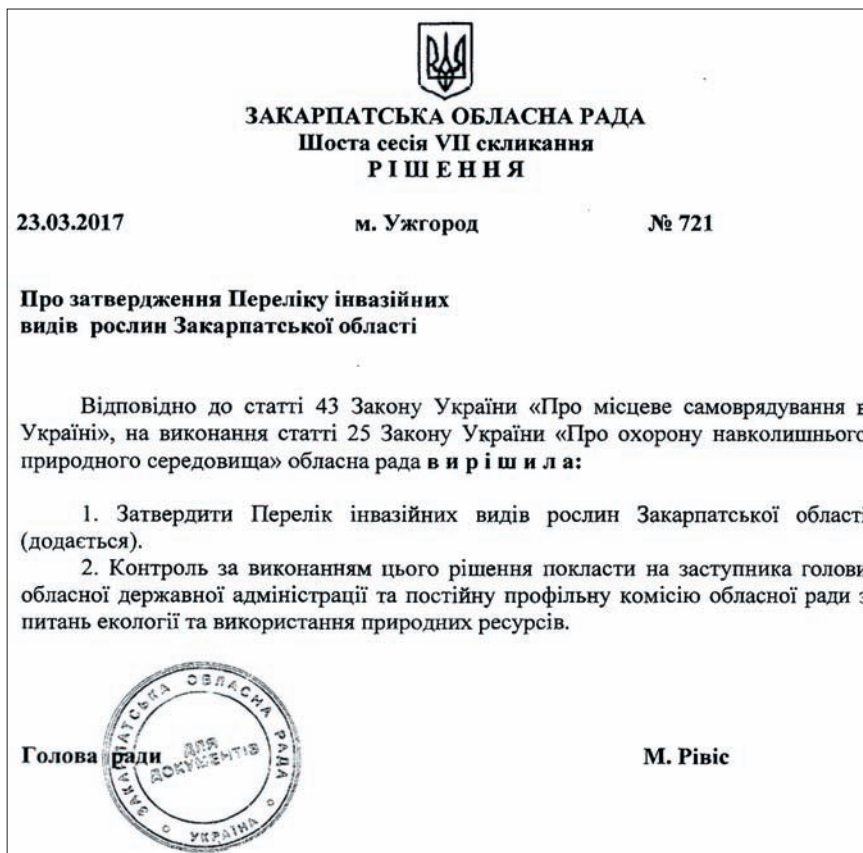 ЗАКАРПАТСЬКА ОБЛАСНА РАДА
Шоста сесія VII скликання
Р І Ш Е Н Н Я
23.03.2017 м. Ужгород № 721
Про затвердження Переліку інвазійних
видів рослин Закарпатської області
Відповідно до статті 43 Закону України «Про місцеве самоврядування в
Україні», на виконання статті 25 Закону України «Про охорону навколишнього
природного середовища» обласна рада в и р і ш и л а:
1. Затвердити Перелік інвазійних видів рослин Закарпатської області
(додається).
2. Контроль за виконанням цього рішення покласти на заступника голови
обласної державної адміністрації та постійну профільну комісію обласної ради з
питань екології та використання природних ресурсів.
Голова ради М. Рівіс
ЗАКАРПАТСЬКА ОБЛАСНА РАДА
УКРАЇНА
ДЛЯ
ДОКУМЕНТІВ